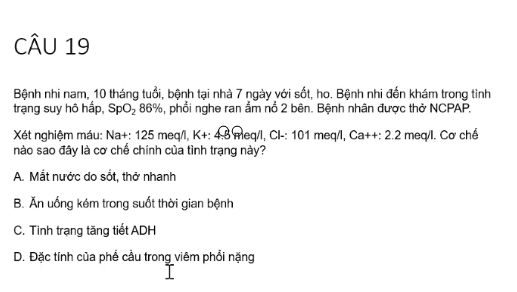 CÂU 19
Bệnh nhi nam, 10 tháng tuổi, bệnh tại nhà 7 ngày với sốt, ho. Bệnh nhi đến khám trong tình
trạng suy hô hấp, SpO₂ 86%, phổi nghe ran ẩm nổ 2 bên. Bệnh nhân được thở NCPAP.
Xét nghiệm máu: Na+: 125 meq/l, K+: 4.5 meq/l, Cl-: 101 meq/l, Ca++: 2.2 meq/l. Cơ chế
nào sao đây là cơ chế chính của tình trạng này?
A. Mất nước do sốt, thở nhanh
B. Ăn uống kém trong suốt thời gian bệnh
C. Tình trạng tăng tiết ADH
D. Đặc tính của phế cầu trong viêm phổi nặng